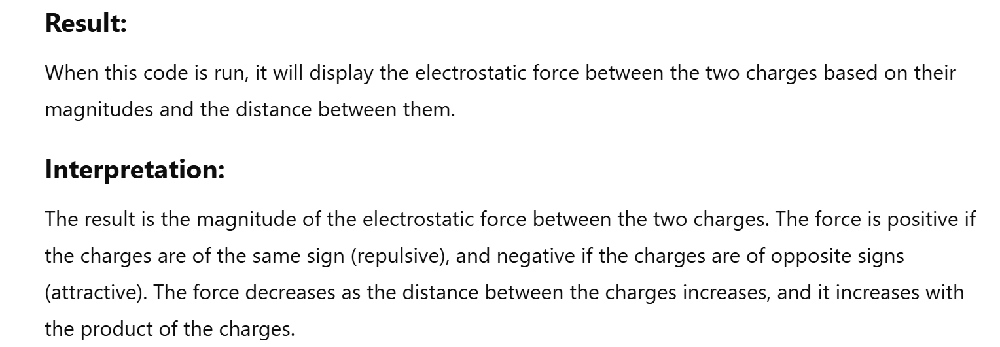 Result:
When this code is run, it will display the electrostatic force between the two charges based on their
magnitudes and the distance between them.
Interpretation:
The result is the magnitude of the electrostatic force between the two charges. The force is positive if
the charges are of the same sign (repulsive), and negative if the charges are of opposite signs
(attractive). The force decreases as the distance between the charges increases, and it increases with
the product of the charges.